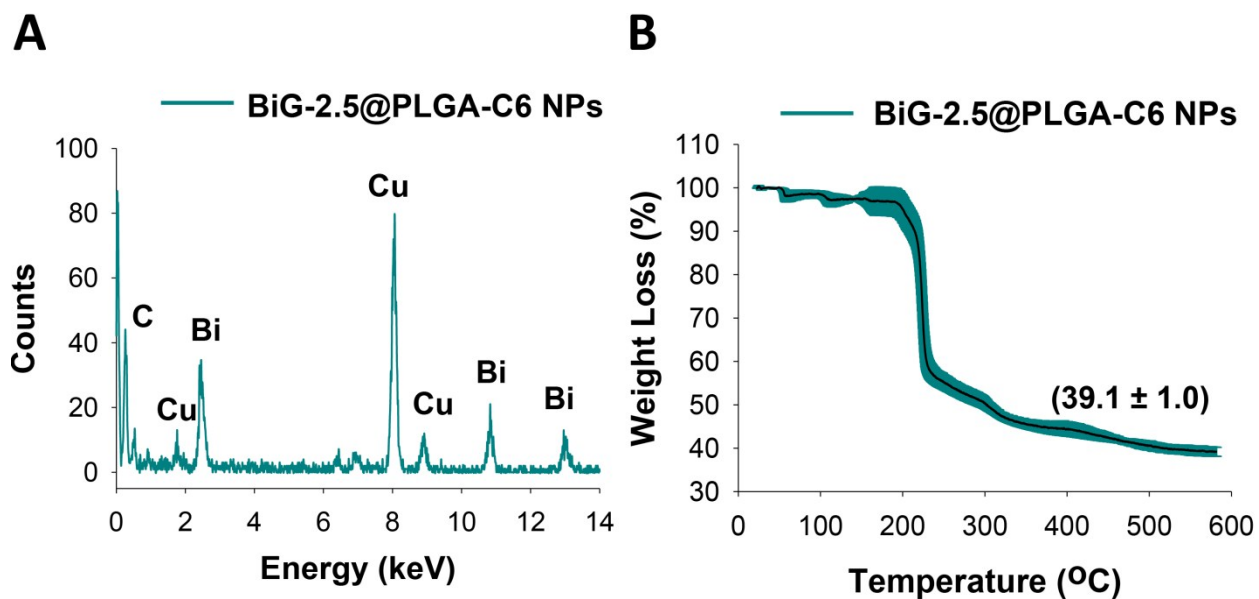 A
BiG-2.5@PLGA-C6 NPs
Counts
100
80
60
40
20
0
C
Cu
Bi
Cu
Cu
Bi
Bi
0 2 4 6 8 10 12 14
Energy (keV)
B
BiG-2.5@PLGA-C6 NPs
Weight Loss (%)
110
100
90
80
70
60
50
40
30
(39.1 ± 1.0)
0 100 200 300 400 500 600
Temperature (ºC)